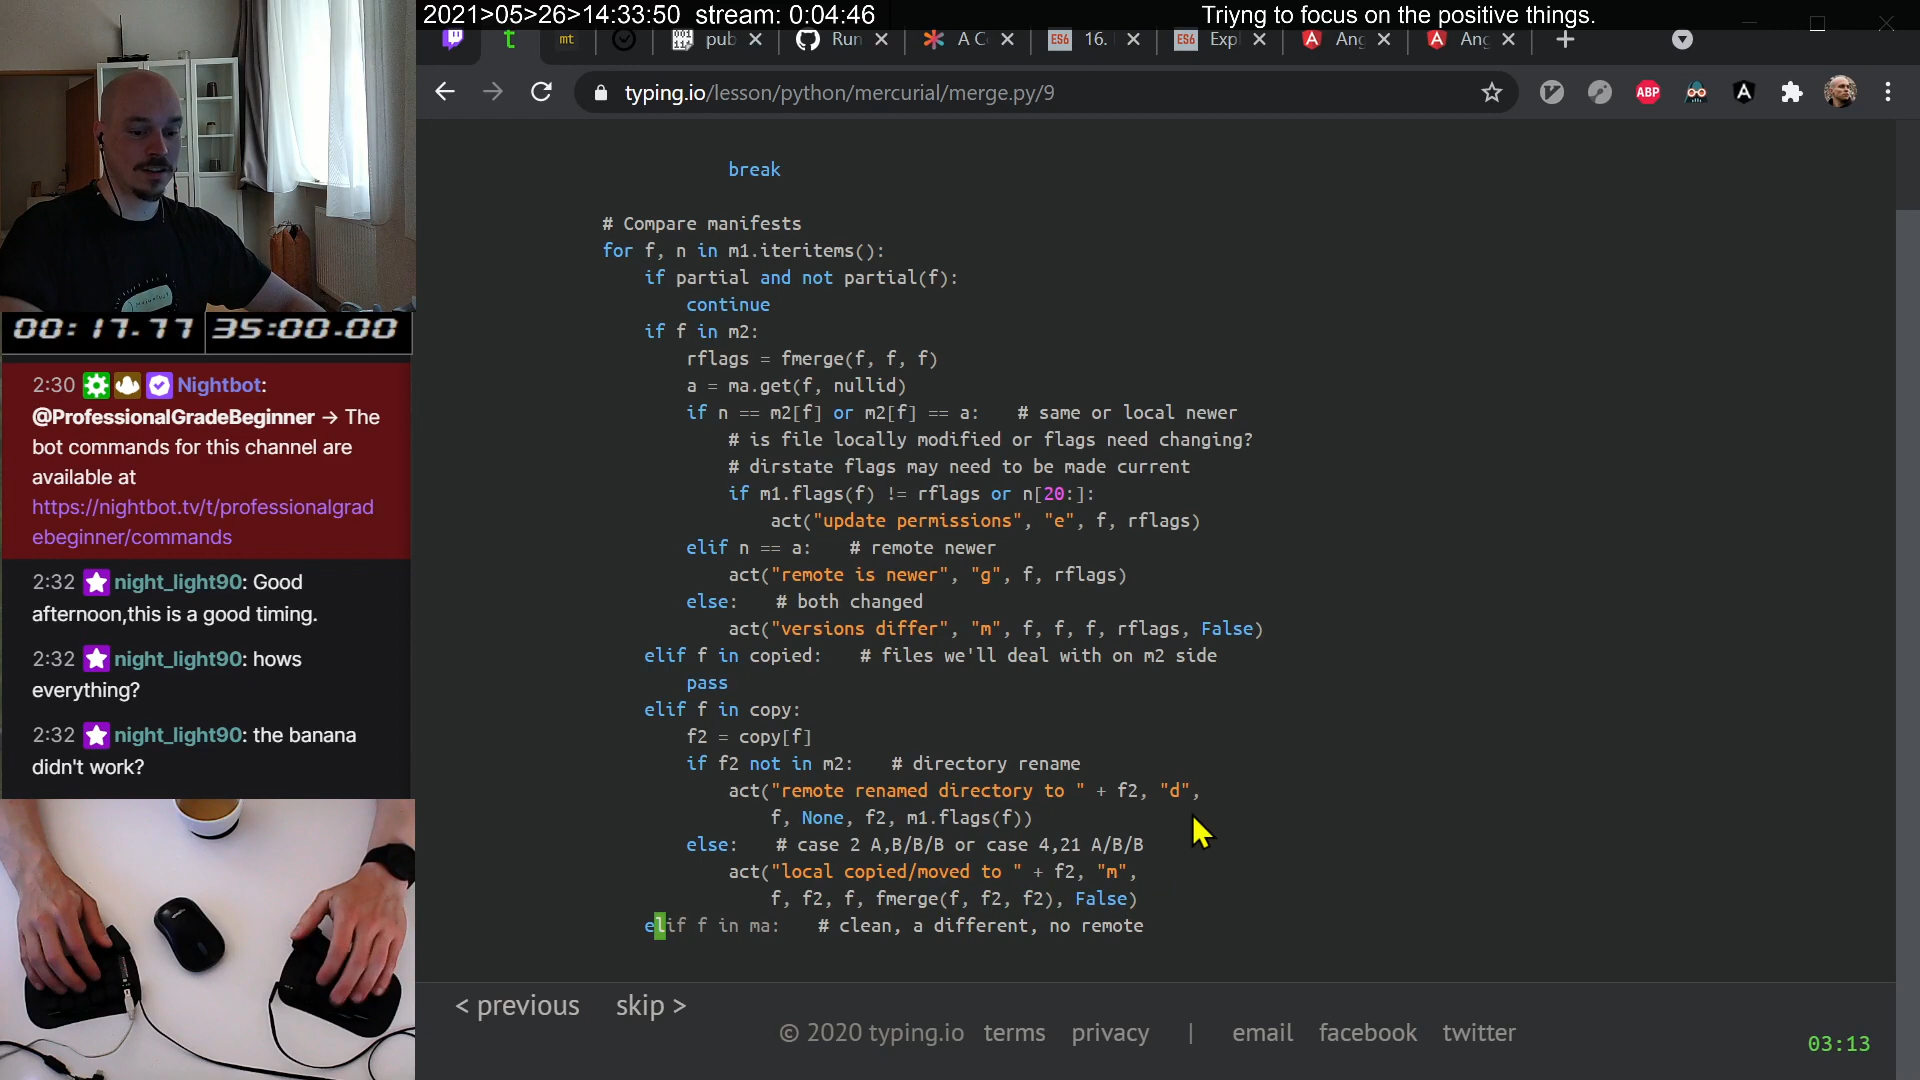 2021>05>26>14:33:50 stream: 0:04:46
Triyng to focus on the positive things.
mt
pub
Run
A C
ES6 16.
ES6 Exp
Ang
Ang
typing.io/lesson/python/mercurial/merge.py/9
ABP
break
# Compare manifests
for f, n in m1.iteritems():
if partial and not partial(f):
continue
if f in m2:
rflags = fmerge(f, f, f)
a = ma.get(f, nullid)
if n == m2[f] or m2[f] == a:   # same or local newer
# is file locally modified or flags need changing?
# dirstate flags may need to be made current
if m1.flags(f) != rflags or n[20:]:
act("update permissions", "e", f, rflags)
elif n == a:   # remote newer
act("remote is newer", "g", f, rflags)
else:   # both changed
act("versions differ", "m", f, f, f, rflags, False)
elif f in copied:   # files we'll deal with on m2 side
pass
elif f in copy:
f2 = copy[f]
if f2 not in m2:   # directory rename
act("remote renamed directory to " + f2, "d",
f, None, f2, m1.flags(f))
else:   # case 2 A,B/B/B or case 4,21 A/B/B
act("local copied/moved to " + f2, "m",
f, f2, f, fmerge(f, f2, f2), False)
elif f in ma:   # clean, a different, no remote
< previous   skip >
© 2020 typing.io terms privacy | email facebook twitter
03:13
00:17.77 35:00.00
2:30 Nightbot:
@ProfessionalGradeBeginner → The
bot commands for this channel are
available at
https://nightbot.tv/t/professionalgrad
ebeginner/commands
2:32 night_light90: Good
afternoon,this is a good timing.
2:32 night_light90: hows
everything?
2:32 night_light90: the banana
didn't work?